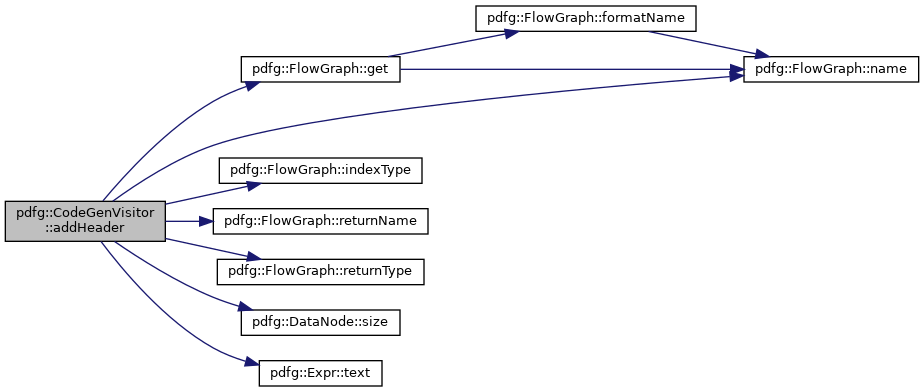 pdfg::FlowGraph::formatName
pdfg::FlowGraph::get
pdfg::FlowGraph::name
pdfg::FlowGraph::indexType
pdfg::CodeGenVisitor
::addHeader
pdfg::FlowGraph::returnName
pdfg::FlowGraph::returnType
pdfg::DataNode::size
pdfg::Expr::text